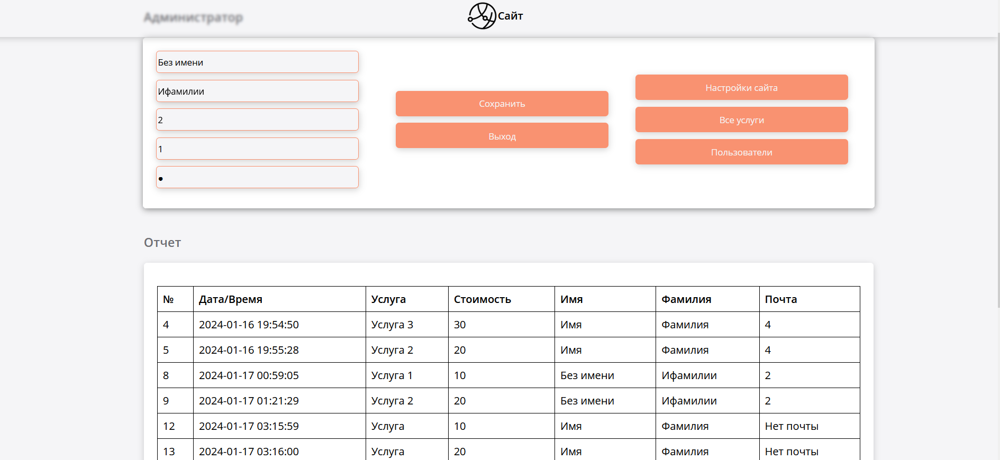 Администратор
Сайт
Без имени
Ифамилии
2
1
●
Сохранить
Выход
Настройки сайта
Все услуги
Пользователи
Отчет
№ Дата/Время Услуга Стоимость Имя Фамилия Почта
4 2024-01-16 19:54:50 Услуга 3 30 Имя Фамилия 4
5 2024-01-16 19:55:28 Услуга 2 20 Имя Фамилия 4
8 2024-01-17 00:59:05 Услуга 1 10 Без имени Ифамилии 2
9 2024-01-17 01:21:29 Услуга 2 20 Без имени Ифамилии 2
12 2024-01-17 03:15:59 Услуга 10 Имя Фамилия Нет почты
13 2024-01-17 03:16:00 Услуга 20 Имя Фамилия Нет почты